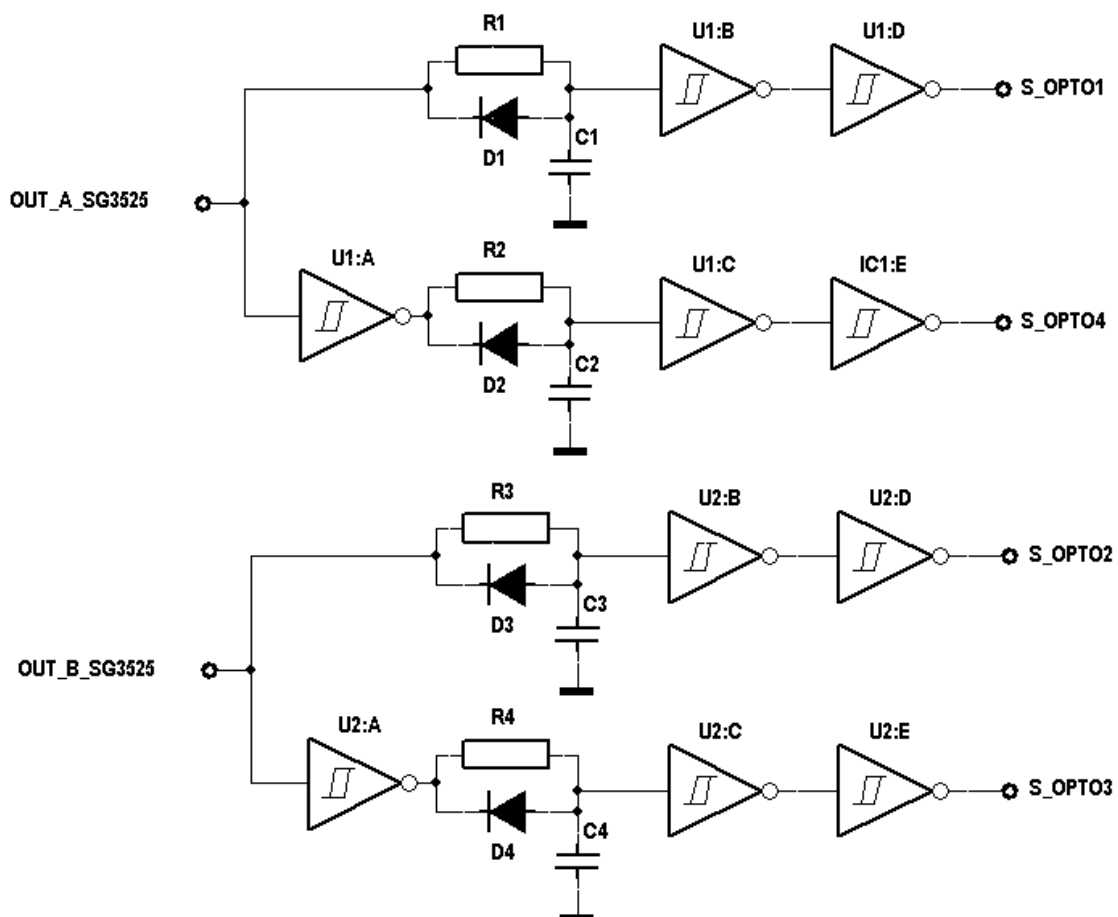 R1
U1:B
U1:D
S_OPTO1
D1
C1
OUT_A_SG3525
U1:A
R2
U1:C
IC1:E
S_OPTO4
D2
C2
R3
U2:B
U2:D
S_OPTO2
D3
C3
OUT_B_SG3525
U2:A
R4
U2:C
U2:E
S_OPTO3
D4
C4